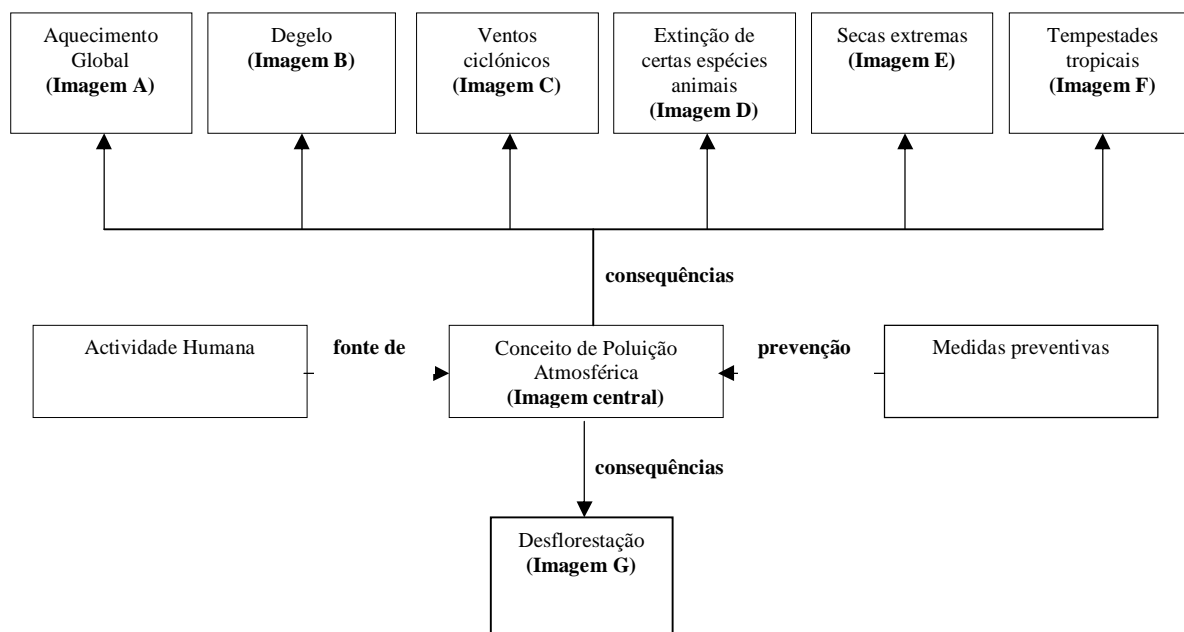 Aquecimento
Global
(Imagem A)
Degelo
(Imagem B)
Ventos
ciclónicos
(Imagem C)
Extinção de
certas espécies
animais
(Imagem D)
Secas extremas
(Imagem E)
Tempestades
tropicais
(Imagem F)
consequências
Actividade Humana
fonte de
Conceito de Poluição
Atmosférica
(Imagem central)
prevenção
Medidas preventivas
consequências
Desflorestação
(Imagem G)